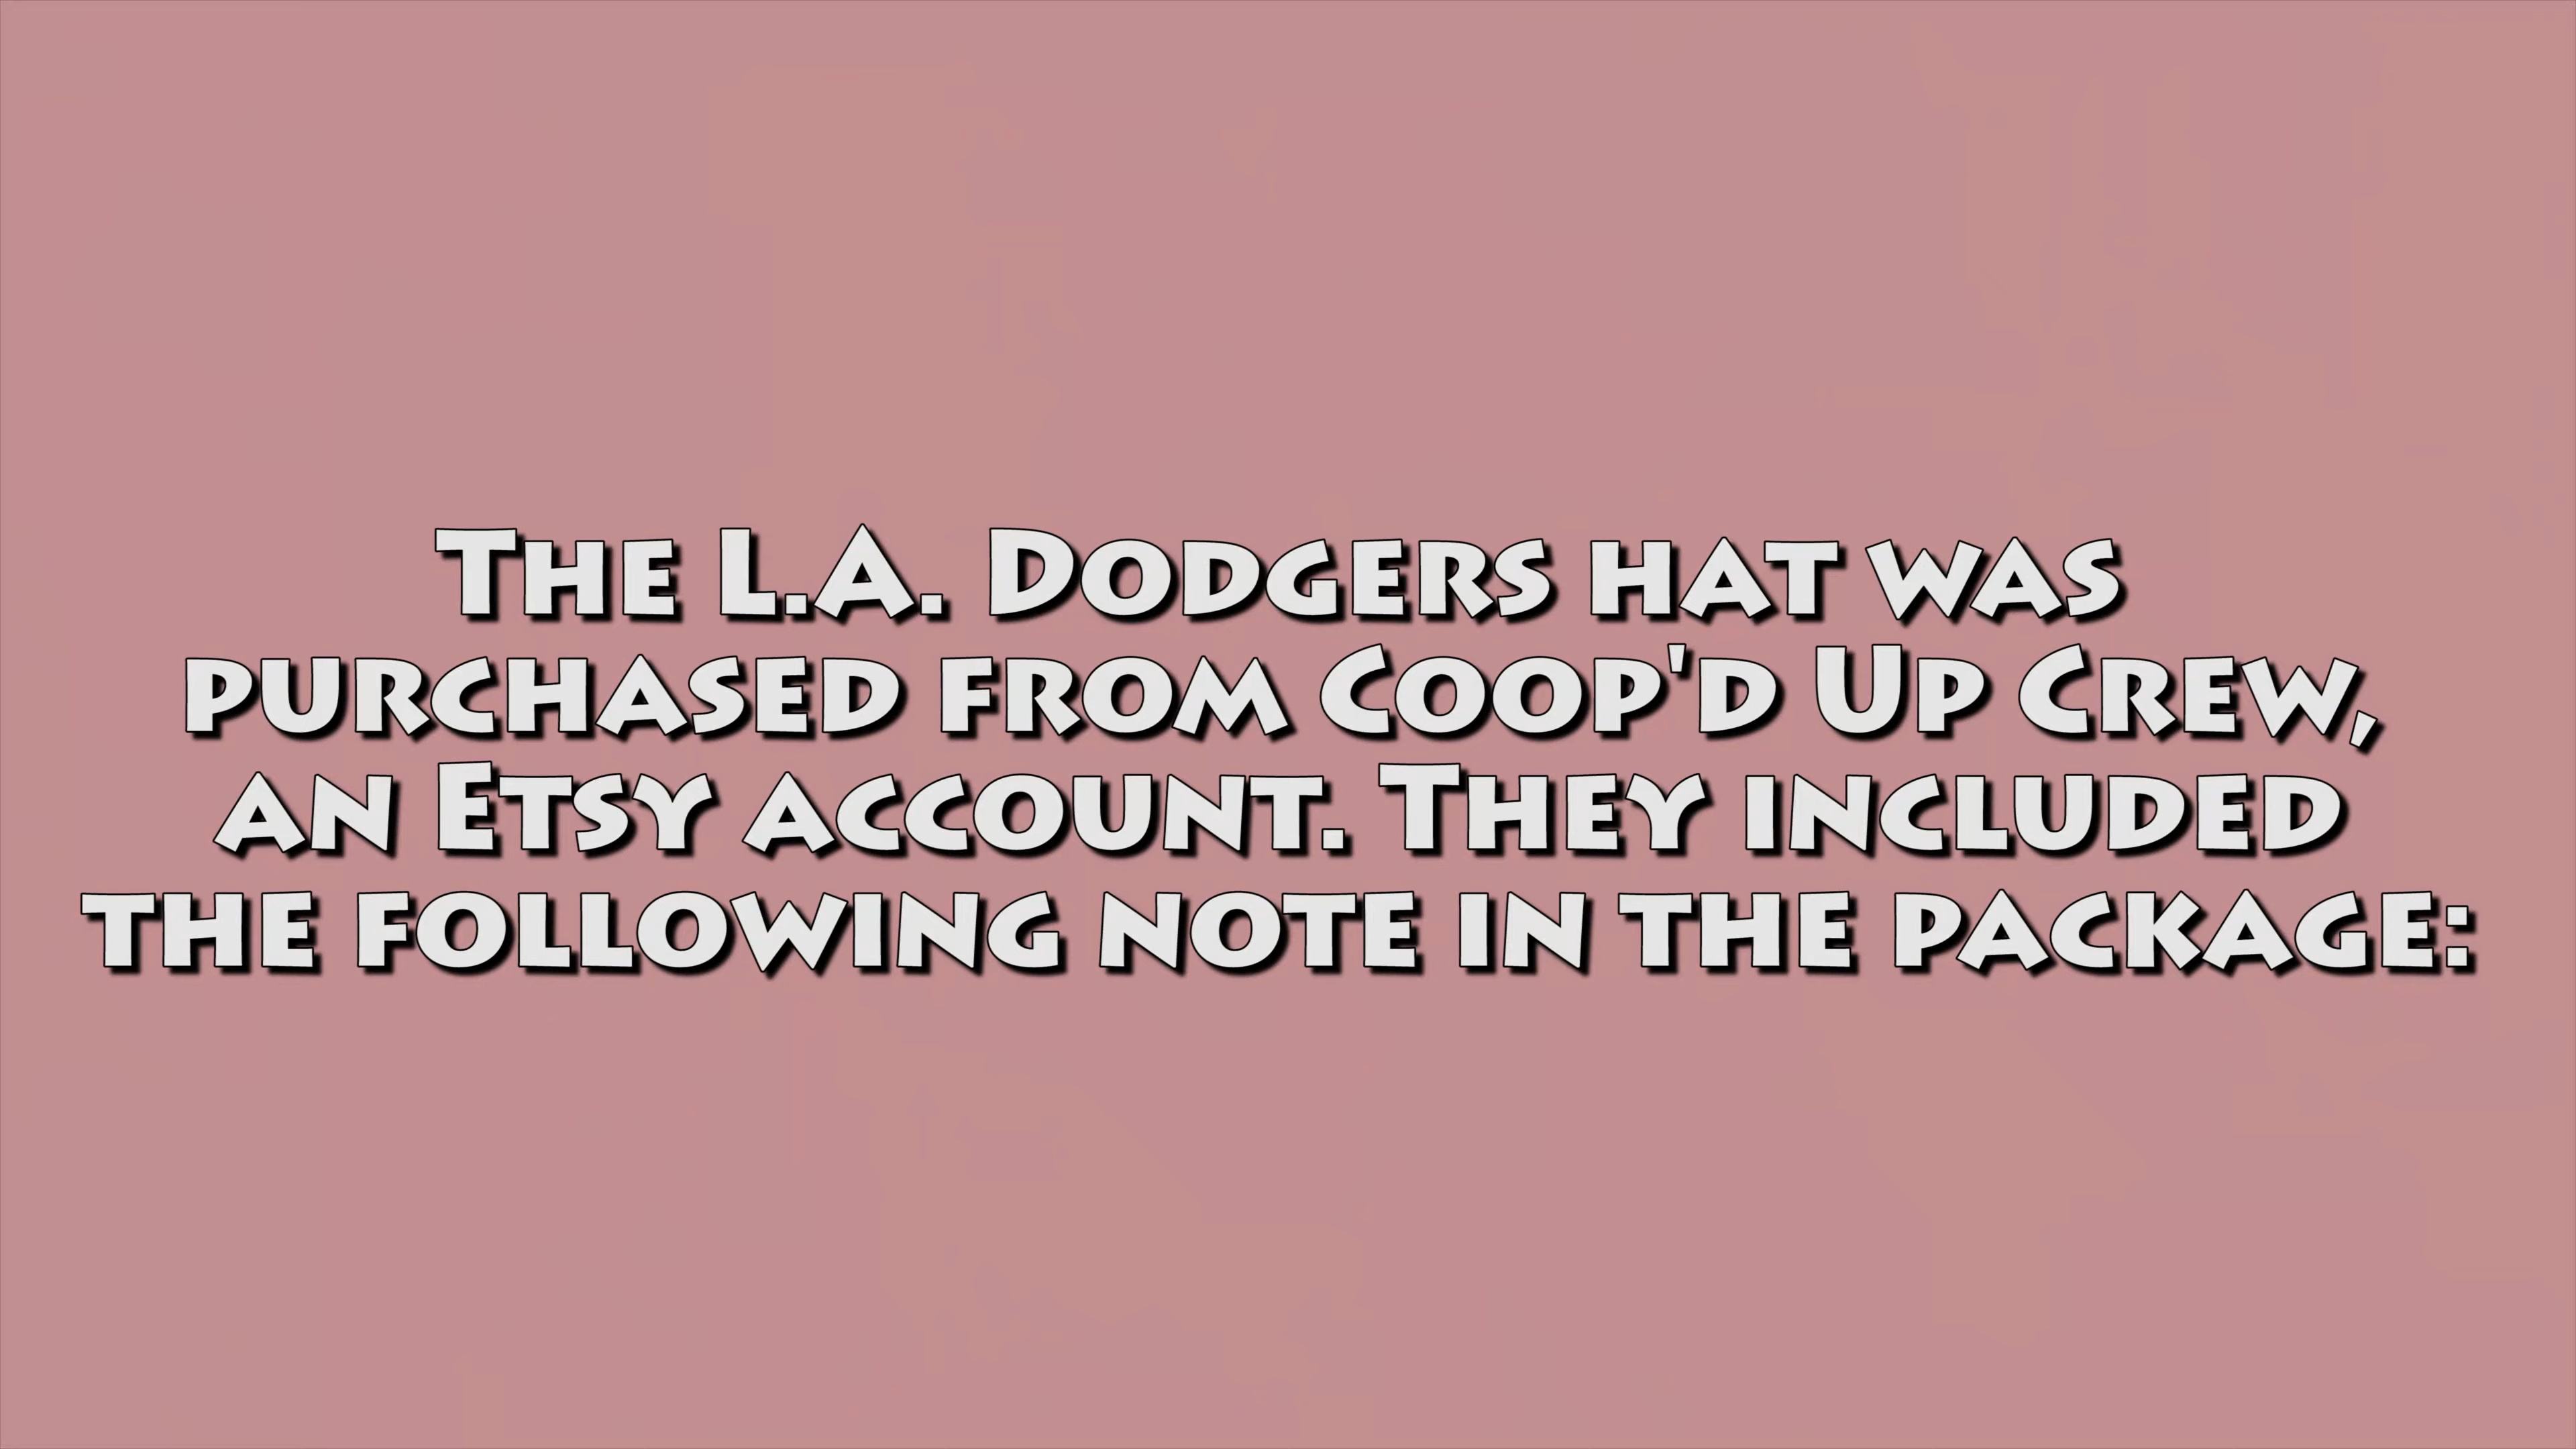 The L.A. Dodgers hat was
purchased from Coop'd Up Crew,
an Etsy account. They included
the following note in the package: